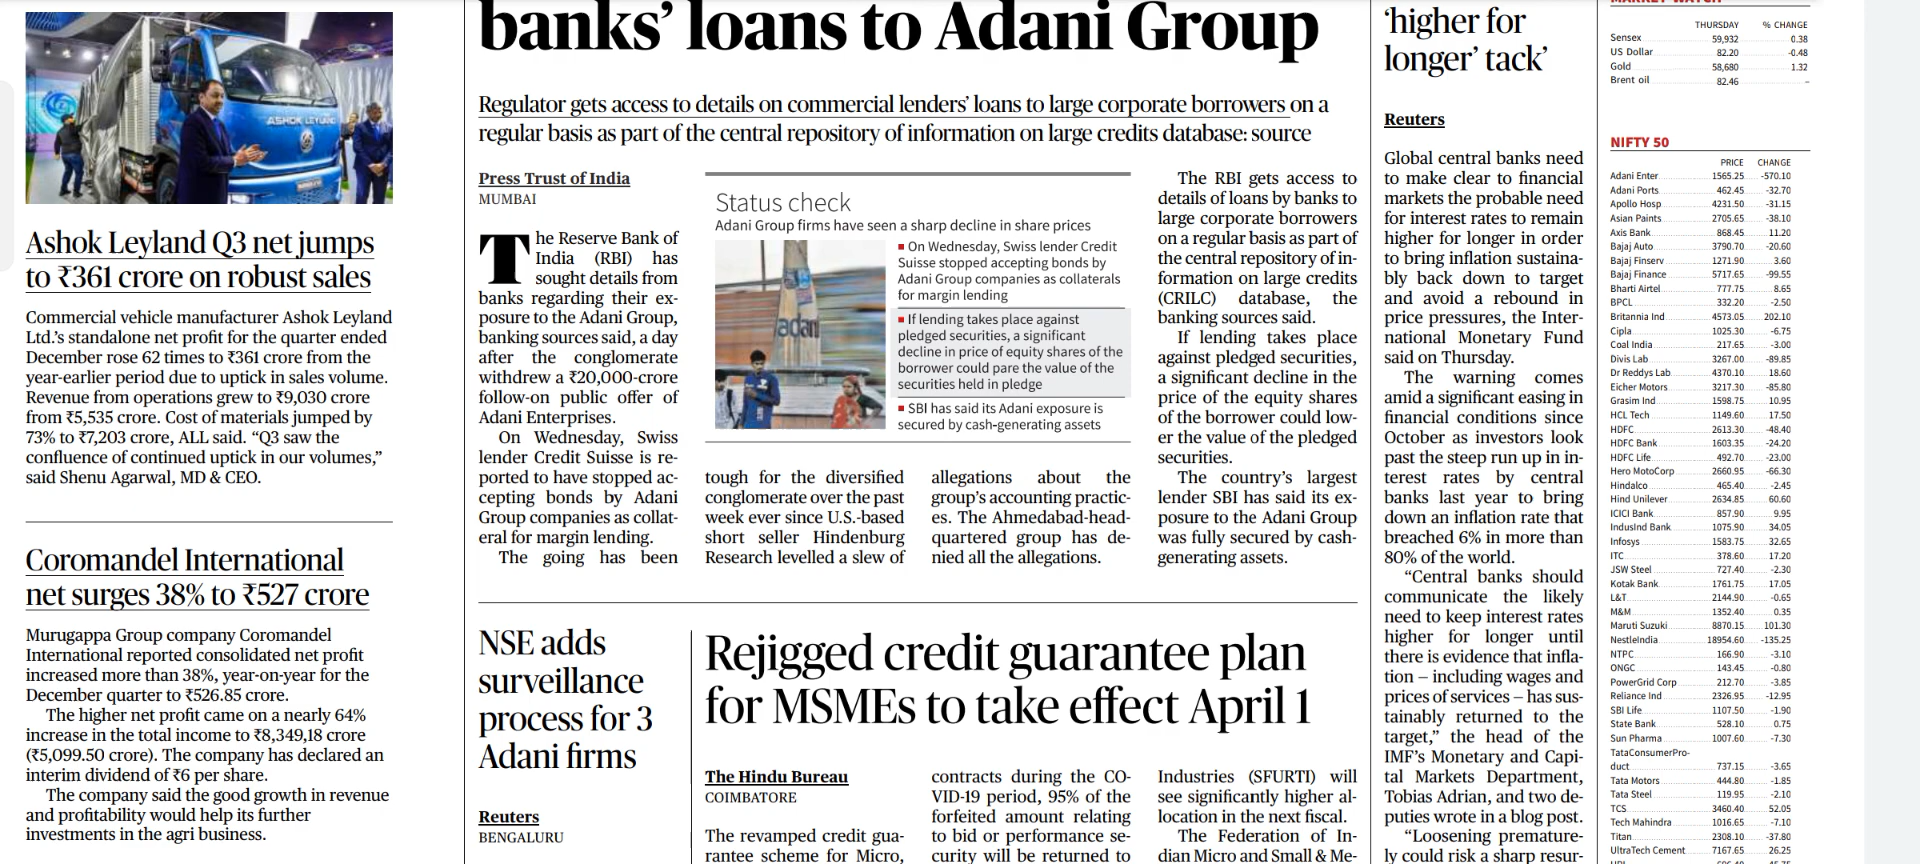 ASHOK LEYLAND
Ashok Leyland Q3 net jumps
to ₹361 crore on robust sales
Commercial vehicle manufacturer Ashok Leyland
Ltd.’s standalone net profit for the quarter ended
December rose 62 times to ₹361 crore from the
year-earlier period due to uptick in sales volume.
Revenue from operations grew to ₹9,030 crore
from ₹5,535 crore. Cost of materials jumped by
73% to ₹7,203 crore, ALL said. “Q3 saw the
confluence of continued uptick in our volumes,”
said Shenu Agarwal, MD & CEO.
Coromandel International
net surges 38% to ₹527 crore
Murugappa Group company Coromandel
International reported consolidated net profit
increased more than 38%, year-on-year for the
December quarter to ₹526.85 crore.
The higher net profit came on a nearly 64%
increase in the total income to ₹8,349,18 crore
(₹5,099.50 crore). The company has declared an
interim dividend of ₹6 per share.
The company said the good growth in revenue
and profitability would help its further
investments in the agri business.
banks’ loans to Adani Group
Regulator gets access to details on commercial lenders’ loans to large corporate borrowers on a
regular basis as part of the central repository of information on large credits database: source
Press Trust of India
MUMBAI
The Reserve Bank of
India (RBI) has
sought details from
banks regarding their ex-
posure to the Adani Group,
banking sources said, a day
after the conglomerate
withdrew a ₹20,000-crore
follow-on public offer of
Adani Enterprises.
On Wednesday, Swiss
lender Credit Suisse is re-
ported to have stopped ac-
cepting bonds by Adani
Group companies as collat-
eral for margin lending.
The going has been
Status check
Adani Group firms have seen a sharp decline in share prices
adani
■ On Wednesday, Swiss lender Credit
Suisse stopped accepting bonds by
Adani Group companies as collaterals
for margin lending
■ If lending takes place against
pledged securities, a significant
decline in price of equity shares of the
borrower could pare the value of the
securities held in pledge
■ SBI has said its Adani exposure is
secured by cash-generating assets
tough for the diversified
conglomerate over the past
week ever since U.S.-based
short seller Hindenburg
Research levelled a slew of
allegations about the
group’s accounting practic-
es. The Ahmedabad-head-
quartered group has de-
nied all the allegations.
The RBI gets access to
details of loans by banks to
large corporate borrowers
on a regular basis as part of
the central repository of in-
formation on large credits
(CRILC) database, the
banking sources said.
If lending takes place
against pledged securities,
a significant decline in the
price of the equity shares
of the borrower could low-
er the value of the pledged
securities.
The country’s largest
lender SBI has said its ex-
posure to the Adani Group
was fully secured by cash-
generating assets.
NSE adds
surveillance
process for 3
Adani firms
Reuters
BENGALURU
Rejigged credit guarantee plan
for MSMEs to take effect April 1
The Hindu Bureau
COIMBATORE
The revamped credit gua-
rantee scheme for Micro,
contracts during the CO-
VID-19 period, 95% of the
forfeited amount relating
to bid or performance se-
curity will be returned to
Industries (SFURTI) will
see significantly higher al-
location in the next fiscal.
The Federation of In-
dian Micro and Small & Me-
‘higher for
longer’ tack’
Reuters
Global central banks need
to make clear to financial
markets the probable need
for interest rates to remain
higher for longer in order
to bring inflation sustaina-
bly back down to target
and avoid a rebound in
price pressures, the Inter-
national Monetary Fund
said on Thursday.
The warning comes
amid a significant easing in
financial conditions since
October as investors look
past the steep run up in in-
terest rates by central
banks last year to bring
down an inflation rate that
breached 6% in more than
80% of the world.
“Central banks should
communicate the likely
need to keep interest rates
higher for longer until
there is evidence that infla-
tion – including wages and
prices of services – has sus-
tainably returned to the
target,” the head of the
IMF’s Monetary and Capi-
tal Markets Department,
Tobias Adrian, and two de-
puties wrote in a blog post.
“Loosening premature-
ly could risk a sharp resur-
MARKET WATCH
THURSDAY % CHANGE
Sensex 59,932 0.38
US Dollar 82.20 -0.48
Gold 58,680 1.32
Brent oil 82.46 –
NIFTY 50
PRICE CHANGE
Adani Enter 1565.25 -570.10
Adani Ports 462.45 -32.70
Apollo Hosp 4231.50 -31.15
Asian Paints 2705.65 -38.10
Axis Bank 868.45 11.20
Bajaj Auto 3790.70 -20.60
Bajaj Finserv 1271.90 3.60
Bajaj Finance 5717.65 -99.55
Bharti Airtel 777.75 8.65
BPCL 332.20 -2.50
Britannia Ind 4573.05 202.10
Cipla 1025.30 -6.75
Coal India 217.65 -3.00
Divis Lab 3267.00 -89.85
Dr Reddys Lab 4370.10 18.60
Eicher Motors 3217.30 -85.80
Grasim Ind 1598.75 10.95
HCL Tech 1149.60 17.50
HDFC 2613.30 -48.40
HDFC Bank 1603.35 -24.20
HDFC Life 492.70 -23.00
Hero MotoCorp 2660.95 -66.30
Hindalco 465.40 -2.45
Hind Unilever 2634.85 60.60
ICICI Bank 857.90 9.95
IndusInd Bank 1075.90 34.05
Infosys 1583.75 32.65
ITC 378.60 17.20
JSW Steel 727.40 -2.30
Kotak Bank 1761.75 17.05
L&T 2144.90 -0.65
M&M 1352.40 0.35
Maruti Suzuki 8870.15 101.30
NestleIndia 18954.60 -135.25
NTPC 166.90 -3.10
ONGC 143.45 -0.80
PowerGrid Corp 212.70 -3.85
Reliance Ind 2326.95 -12.95
SBI Life 1107.50 -1.90
State Bank 528.10 0.75
Sun Pharma 1007.60 -7.30
TataConsumerPro-
duct 737.15 -3.65
Tata Motors 444.80 -1.85
Tata Steel 119.95 -2.10
TCS 3460.40 52.05
Tech Mahindra 1016.65 -7.10
Titan 2308.10 -37.80
UltraTech Cement 7167.65 26.25